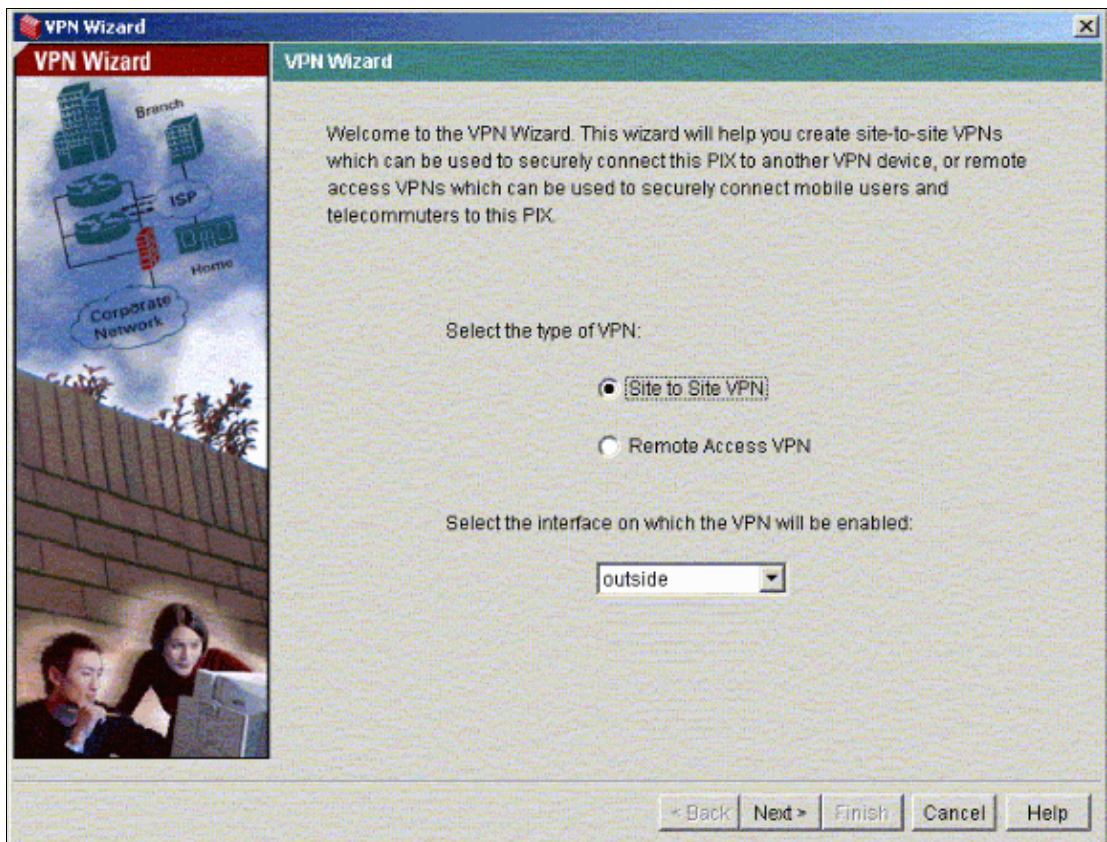 VPN Wizard
VPN Wizard
Branch
ISP
Home
Corporate
Network
VPN Wizard
Welcome to the VPN Wizard. This wizard will help you create site-to-site VPNs
which can be used to securely connect this PIX to another VPN device, or remote
access VPNs which can be used to securely connect mobile users and
telecommuters to this PIX.
Select the type of VPN:
Site to Site VPN
Remote Access VPN
Select the interface on which the VPN will be enabled:
outside
< Back Next > Finish Cancel Help